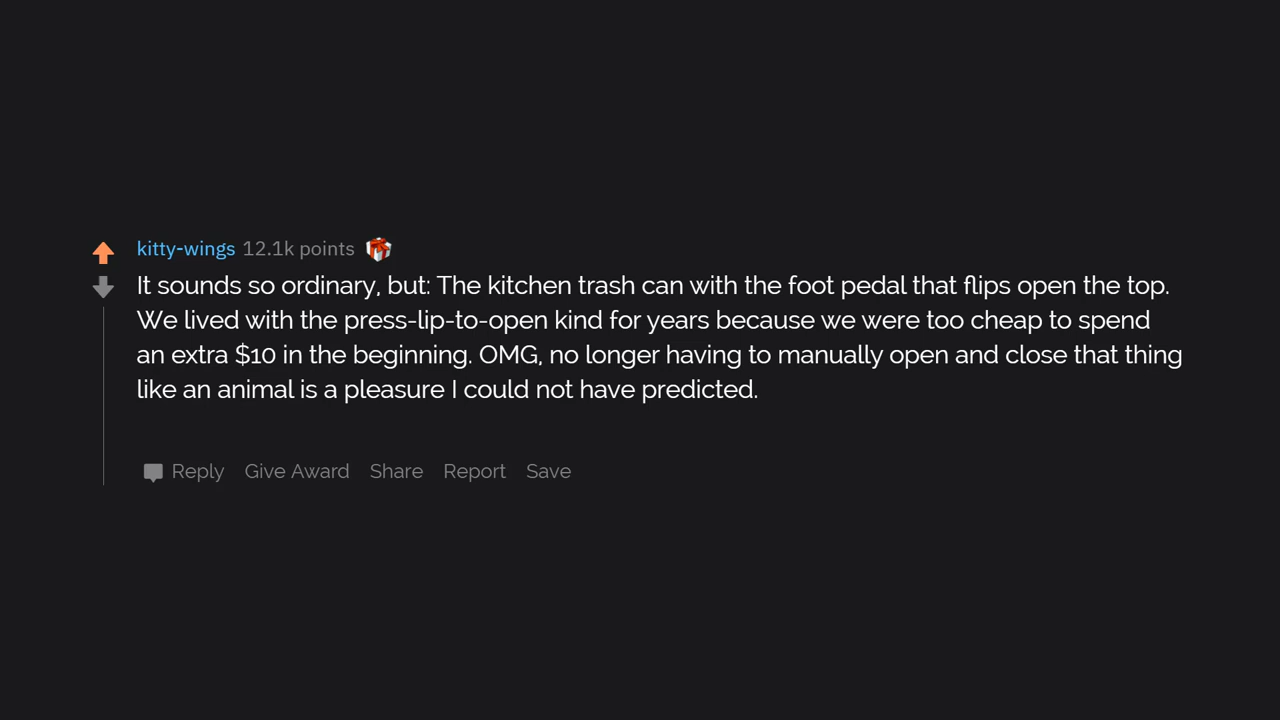 kitty-wings 12.1k points
It sounds so ordinary, but: The kitchen trash can with the foot pedal that flips open the top.
We lived with the press-lip-to-open kind for years because we were too cheap to spend
an extra $10 in the beginning. OMG, no longer having to manually open and close that thing
like an animal is a pleasure I could not have predicted.
Reply Give Award Share Report Save